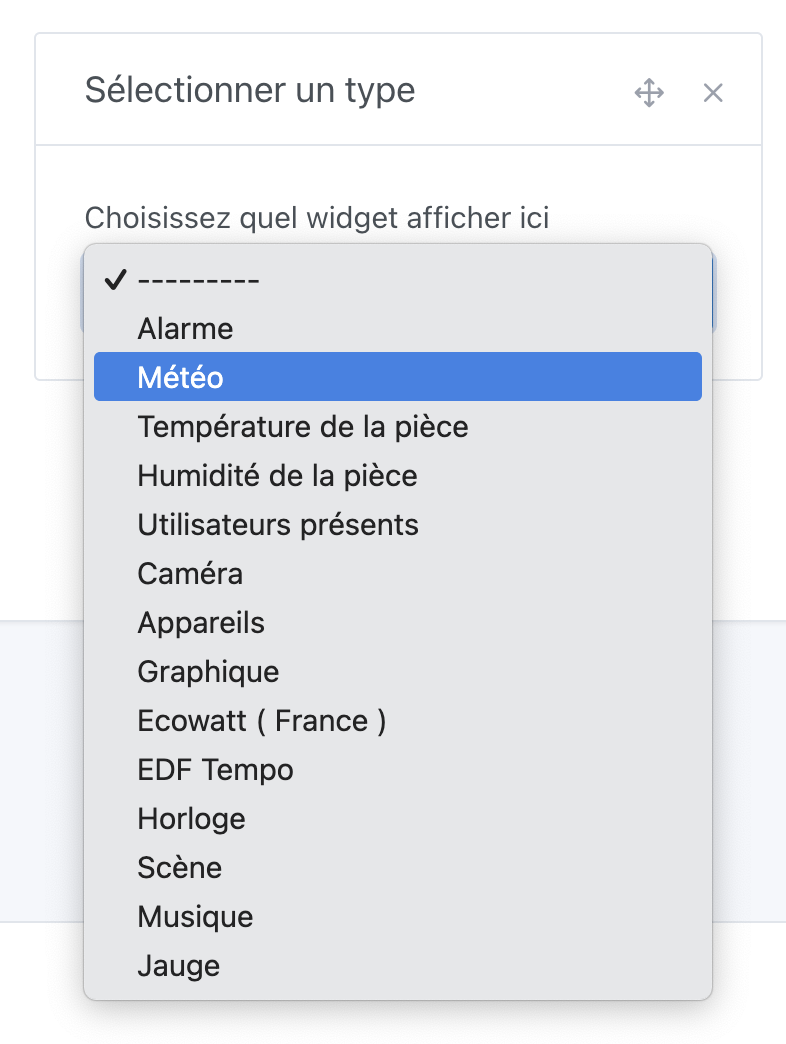 Sélectionner un type
Choisissez quel widget afficher ici
---------
Alarme
Météo
Température de la pièce
Humidité de la pièce
Utilisateurs présents
Caméra
Appareils
Graphique
Ecowatt ( France )
EDF Tempo
Horloge
Scène
Musique
Jauge